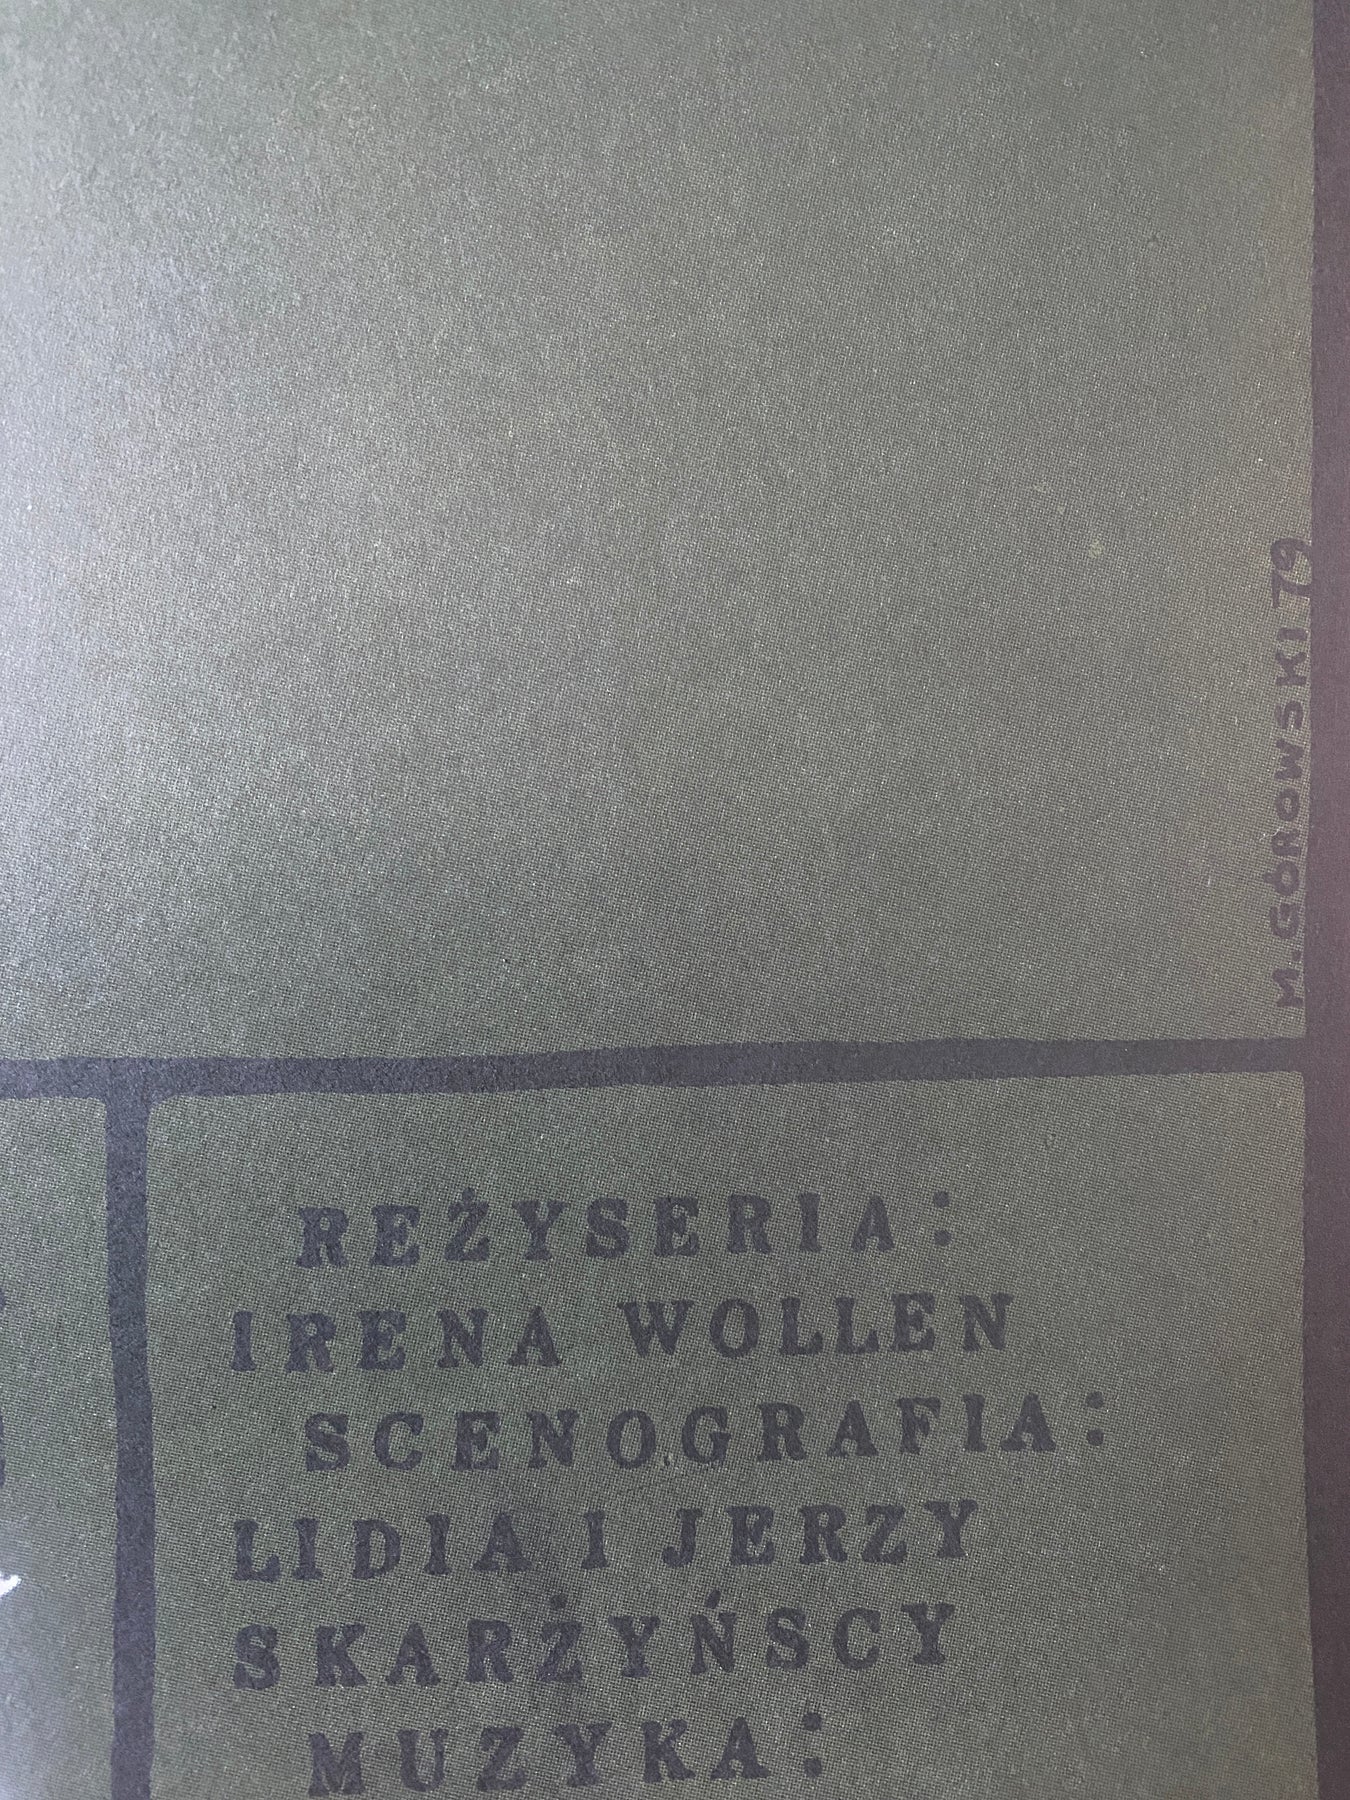 M. GÓROWSKI 79
REŻYSERIA:
IRENA WOLLEN
SCENOGRAFIA:
LIDIA I JERZY
SKARŻYŃSCY
MUZYKA: